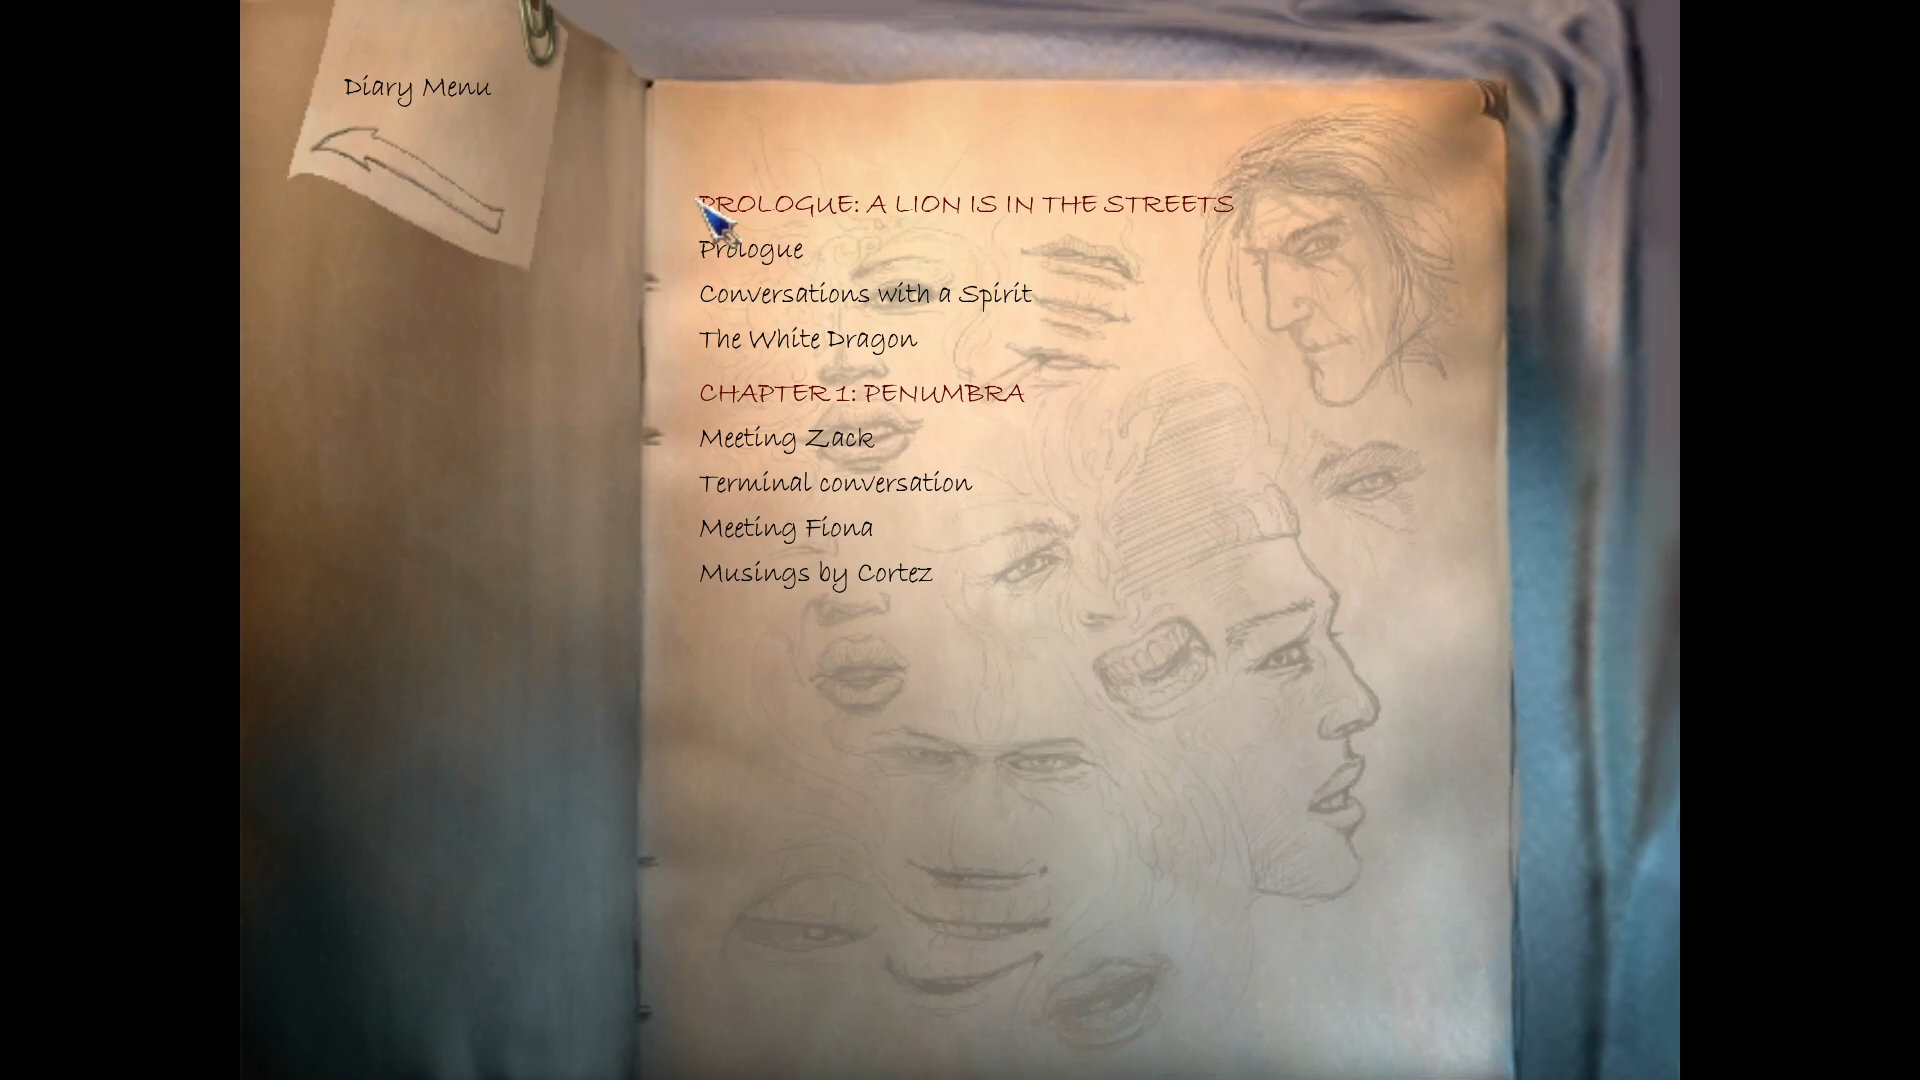 Diary Menu
PROLOGUE: A LION IS IN THE STREETS
Prologue
Conversations with a Spirit
The White Dragon
CHAPTER 1: PENUMBRA
Meeting Zack
Terminal conversation
Meeting Fiona
Musings by Cortez